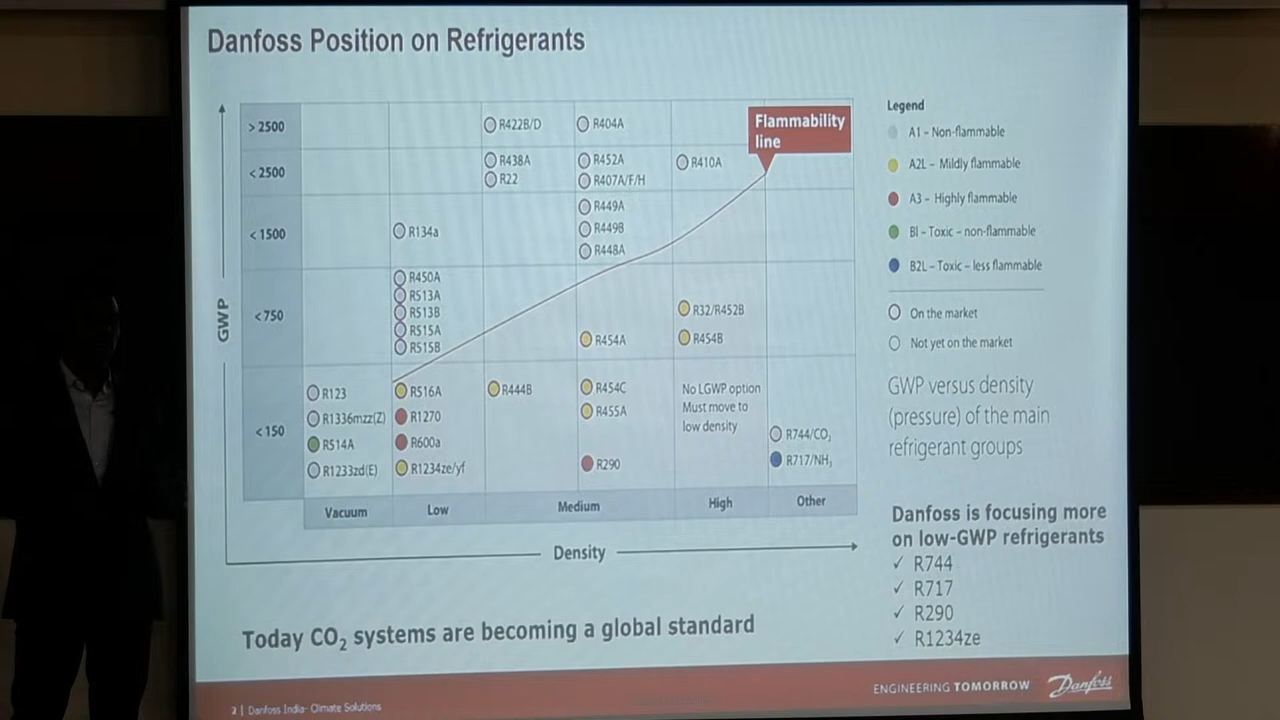 Danfoss Position on Refrigerants
GWP
> 2500
R422B/D
R404A
Flammability
line
< 2500
R438A
R22
R452A
R407A/F/H
R410A
< 1500
R134a
R449A
R449B
R448A
<750
R450A
R513A
R513B
R515A
R515B
R454A
R32/R452B
R454B
<150
R123
R1336mzz(Z)
R514A
R1233zd(E)
R516A
R1270
R600a
R1234ze/yf
R444B
R454C
R455A
R290
No LGWP option
Must move to
low density
R744/CO₂
R717/NH₃
Vacuum
Low
Medium
High
Other
Density
Legend
A1 – Non-flammable
A2L – Mildly flammable
A3 – Highly flammable
Bl – Toxic – non-flammable
B2L – Toxic – less flammable
On the market
Not yet on the market
GWP versus density
(pressure) of the main
refrigerant groups
Danfoss is focusing more
on low-GWP refrigerants
✓ R744
✓ R717
✓ R290
✓ R1234ze
Today CO₂ systems are becoming a global standard
2 | Danfoss India- Climate Solutions
ENGINEERING TOMORROW
Danfoss